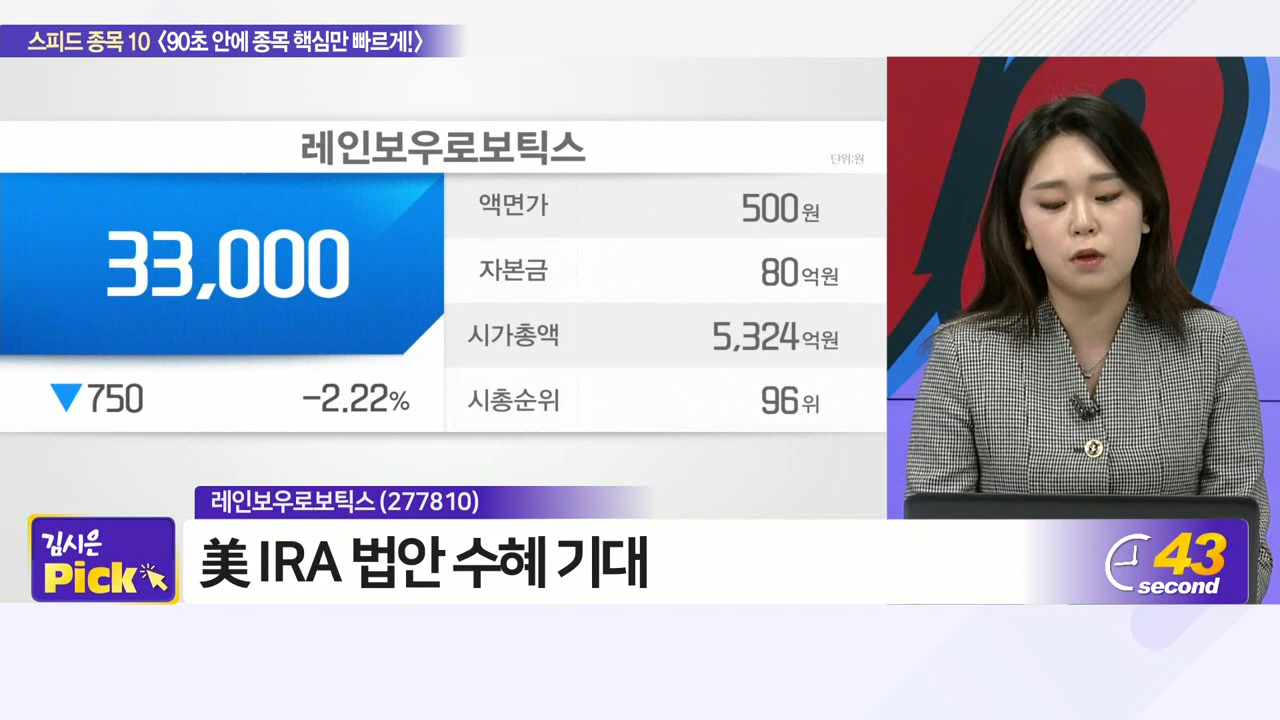 스피드 종목 10 〈90초 안에 종목 핵심만 빠르게!〉
레인보우로보틱스
단위:원
33,000
▼750 -2.22%
액면가 500원
자본금 80억원
시가총액 5,324억원
시총순위 96위
레인보우로보틱스 (277810)
김시은
Pick
美 IRA 법안 수혜 기대
43
second